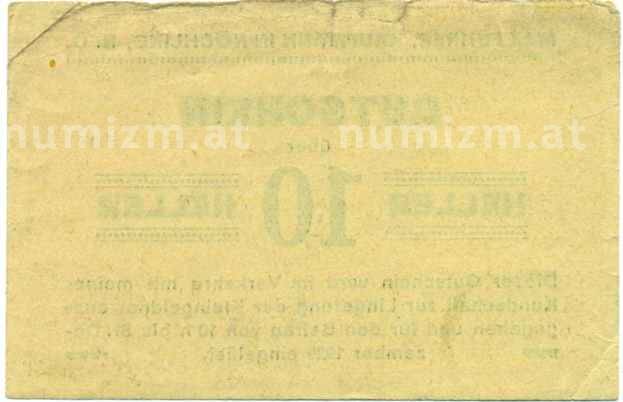 GUTSCHEIN
numizm.at numizm.at
über
HELLER 10 HELLER
Dieser Gutschein wird im Verkehre mit meiner
Kundschaft zur Linderung der Kleingeldnot aus-
gegeben und für den Betrag von 10 h bis 31. De-
zember 1920 eingelöst.